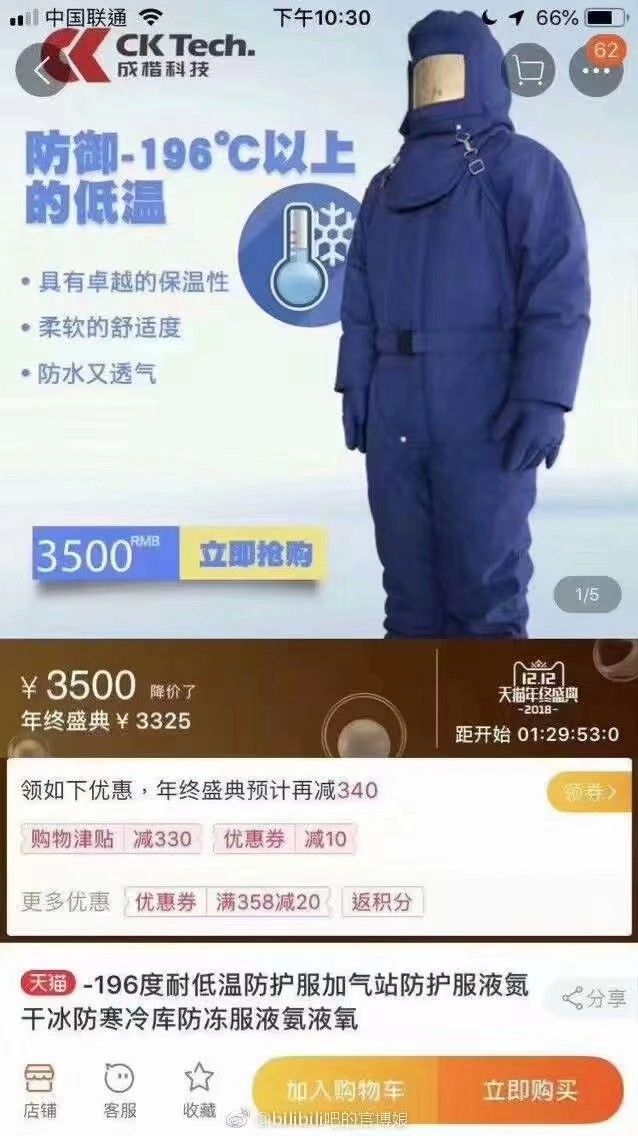 中国联通
下午10:30
66%
CK Tech.
成楷科技
62
防御-196℃以上
的低温
• 具有卓越的保温性
• 柔软的舒适度
• 防水又透气
3500RMB
立即抢购
1/5
¥ 3500 降价了
年终盛典 ¥ 3325
12.12
天猫年终盛典
-2018-
距开始 01:29:53:0
领如下优惠，年终盛典预计再减340
领券>
购物津贴 减330
优惠券 减10
更多优惠
优惠券 满358减20
返积分
天猫 -196度耐低温防护服加气站防护服液氮
干冰防寒冷库防冻服液氨液氧
分享
店铺
客服
收藏
加入购物车
立即购买
@bilibili吧的官博娘